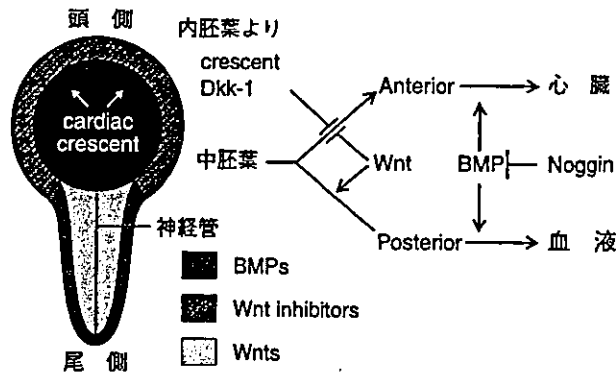 頭 側
cardiac
crescent
神経管
尾 側
BMPs
Wnt inhibitors
Wnts
内胚葉より
crescent
Dkk-1
中胚葉
Wnt
Anterior
心 臓
BMP
Noggin
Posterior
血 液